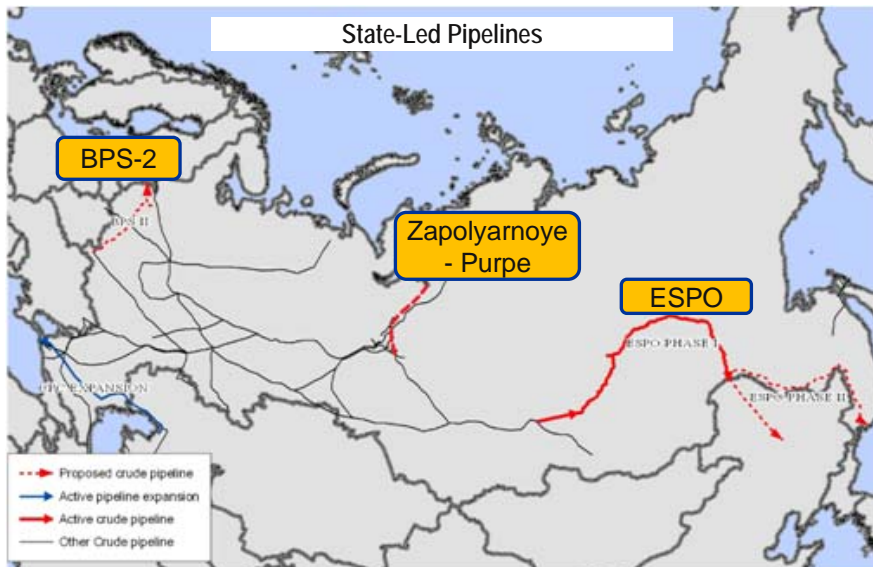 State-Led Pipelines
BPS-2
BPS II
Zapolyarnoye
- Purpe
ESPO
ESPO PHASE I
CPC EXPANSION
ESPO PHASE II
Proposed crude pipeline
Active pipeline expansion
Active crude pipeline
Other Crude pipeline